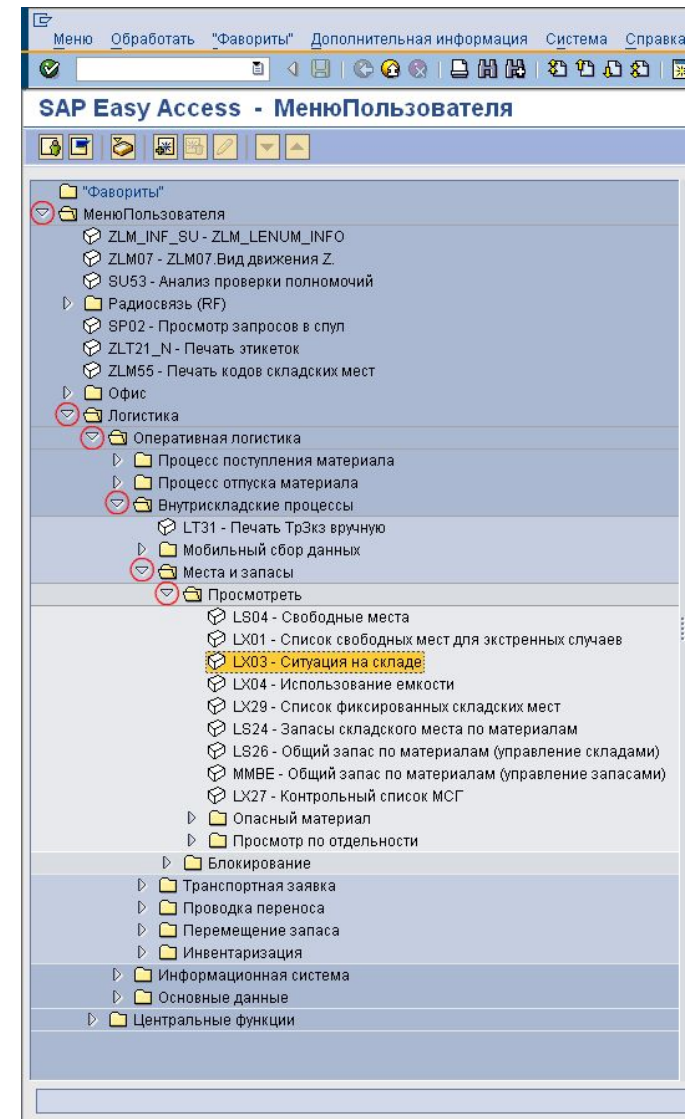 Меню Обработать "Фавориты" Дополнительная информация Система Справка
SAP Easy Access - МенюПользователя
"Фавориты"
МенюПользователя
ZLM_INF_SU - ZLM_LENUM_INFO
ZLM07 - ZLM07.Вид движения Z.
SU53 - Анализ проверки полномочий
Радиосвязь (RF)
SP02 - Просмотр запросов в спул
ZLT21_N - Печать этикеток
ZLM55 - Печать кодов складских мест
Офис
Логистика
Оперативная логистика
Процесс поступления материала
Процесс отпуска материала
Внутрискладские процессы
LT31 - Печать ТрЗкз вручную
Мобильный сбор данных
Места и запасы
Просмотреть
LS04 - Свободные места
LX01 - Список свободных мест для экстренных случаев
LX03 - Ситуация на складе
LX04 - Использование емкости
LX29 - Список фиксированных складских мест
LS24 - Запасы складского места по материалам
LS26 - Общий запас по материалам (управление складами)
MMBE - Общий запас по материалам (управление запасами)
LX27 - Контрольный список МСГ
Опасный материал
Просмотр по отдельности
Блокирование
Транспортная заявка
Проводка переноса
Перемещение запаса
Инвентаризация
Информационная система
Основные данные
Центральные функции